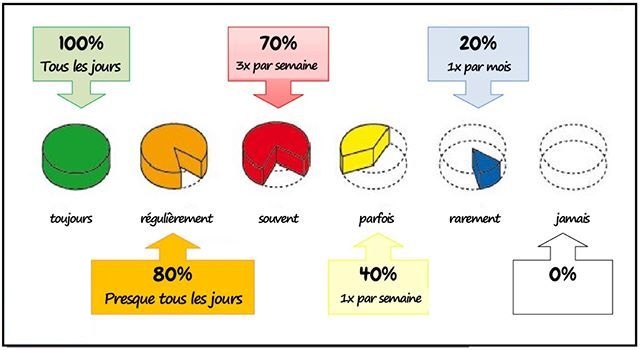 100%
Tous les jours
70%
3x par semaine
20%
1x par mois
toujours
régulièrement
souvent
parfois
rarement
jamais
80%
Presque tous les jours
40%
1x par semaine
0%